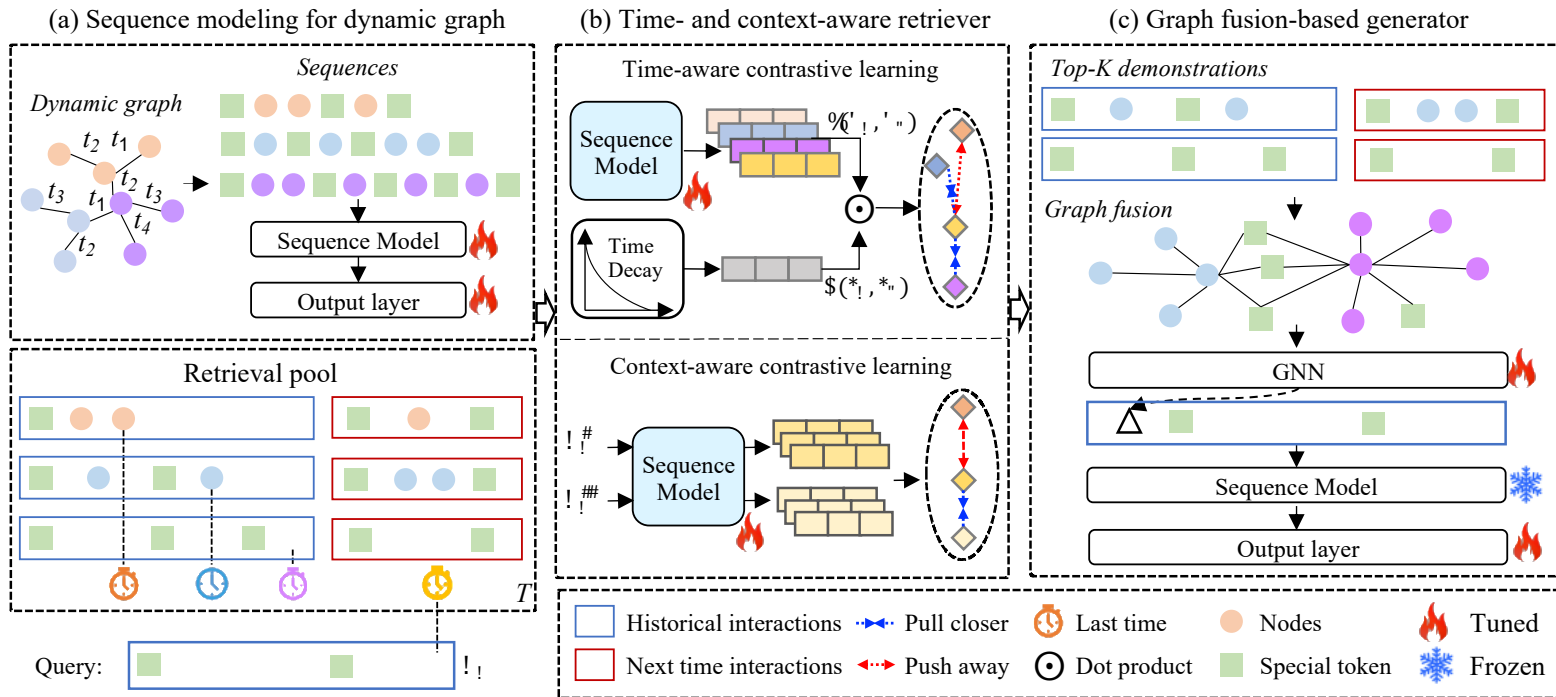 (a) Sequence modeling for dynamic graph
Sequences
Dynamic graph
t2 t1
t2
t3 t1 t3
t4
t2
Sequence Model
Output layer
Retrieval pool
T
Query:
!!
(b) Time- and context-aware retriever
Time-aware contrastive learning
Sequence
Model
%('!,'")
Time
Decay
$(*!,*")
Context-aware contrastive learning
!!#
!!##
Sequence
Model
(c) Graph fusion-based generator
Top-K demonstrations
Graph fusion
GNN
Sequence Model
Output layer
Historical interactions
Pull closer
Last time
Nodes
Tuned
Next time interactions
Push away
Dot product
Special token
Frozen